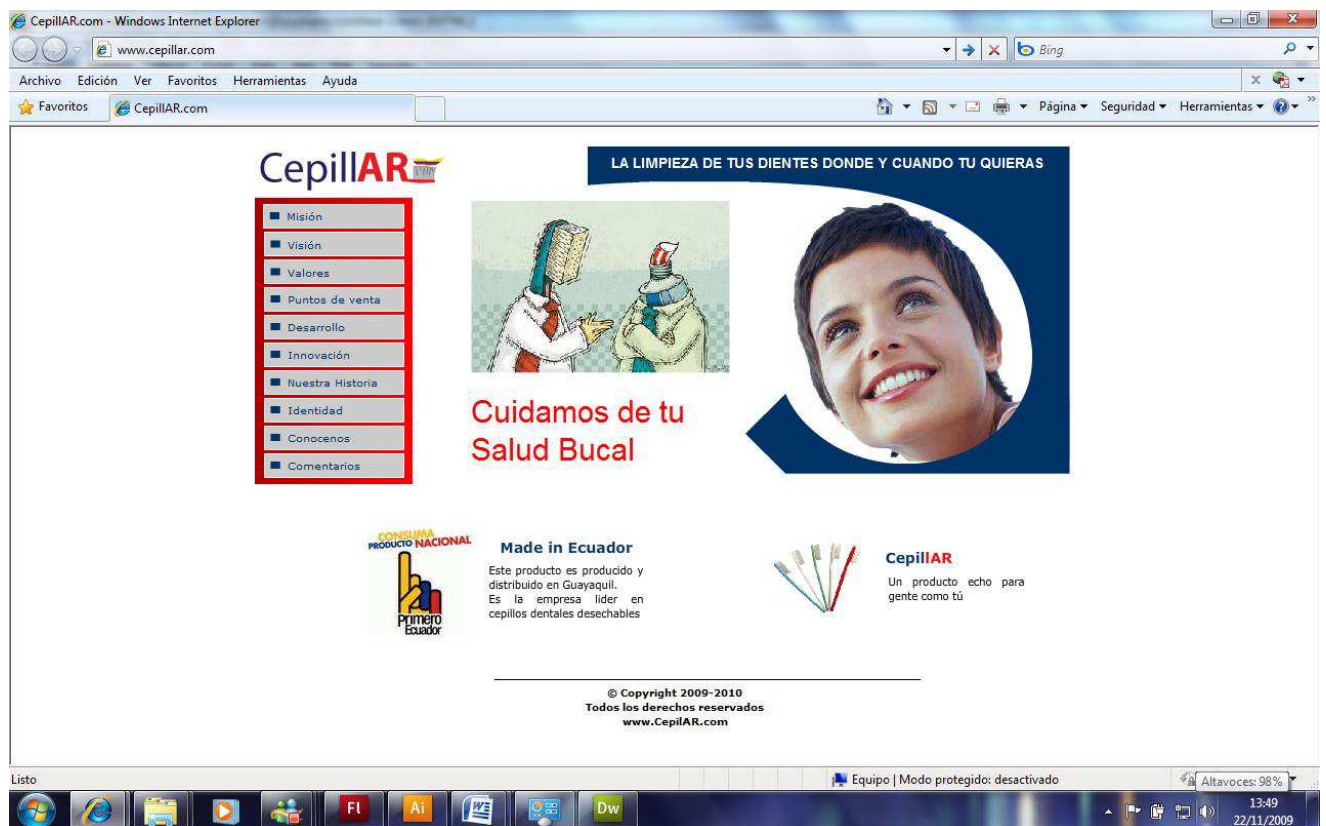 CepillAR.com - Windows Internet Explorer
www.cepillar.com
Bing
Archivo Edición Ver Favoritos Herramientas Ayuda
Favoritos
CepillAR.com
Página Seguridad Herramientas
CepillAR
LA LIMPIEZA DE TUS DIENTES DONDE Y CUANDO TU QUIERAS
Misión
Visión
Valores
Puntos de venta
Desarrollo
Innovación
Nuestra Historia
Identidad
Conocenos
Comentarios
Cuidamos de tu
Salud Bucal
CONSUMA
PRODUCTO NACIONAL
Primero
Ecuador
Made in Ecuador
Este producto es producido y
distribuido en Guayaquil.
Es la empresa lider en
cepillos dentales desechables
CepillAR
Un producto echo para
gente como tú
© Copyright 2009-2010
Todos los derechos reservados
www.CepilAR.com
Listo
Equipo | Modo protegido: desactivado
Altavoces: 98%
Fl
Ai
W
Dw
13:49
22/11/2009